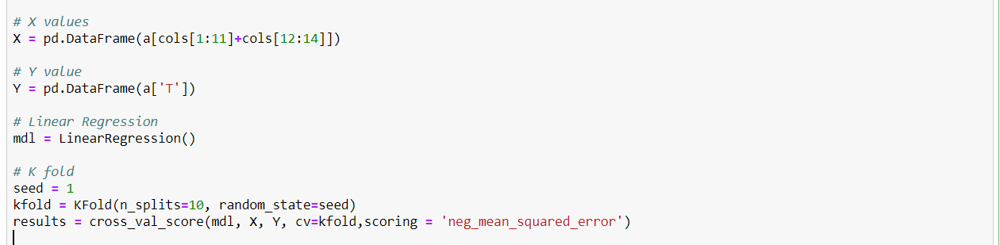 # X values
X = pd.DataFrame(a[cols[1:11]+cols[12:14]])
# Y value
Y = pd.DataFrame(a['T'])
# Linear Regression
mdl = LinearRegression()
# K fold
seed = 1
kfold = KFold(n_splits=10, random_state=seed)
results = cross_val_score(mdl, X, Y, cv=kfold,scoring = 'neg_mean_squared_error')